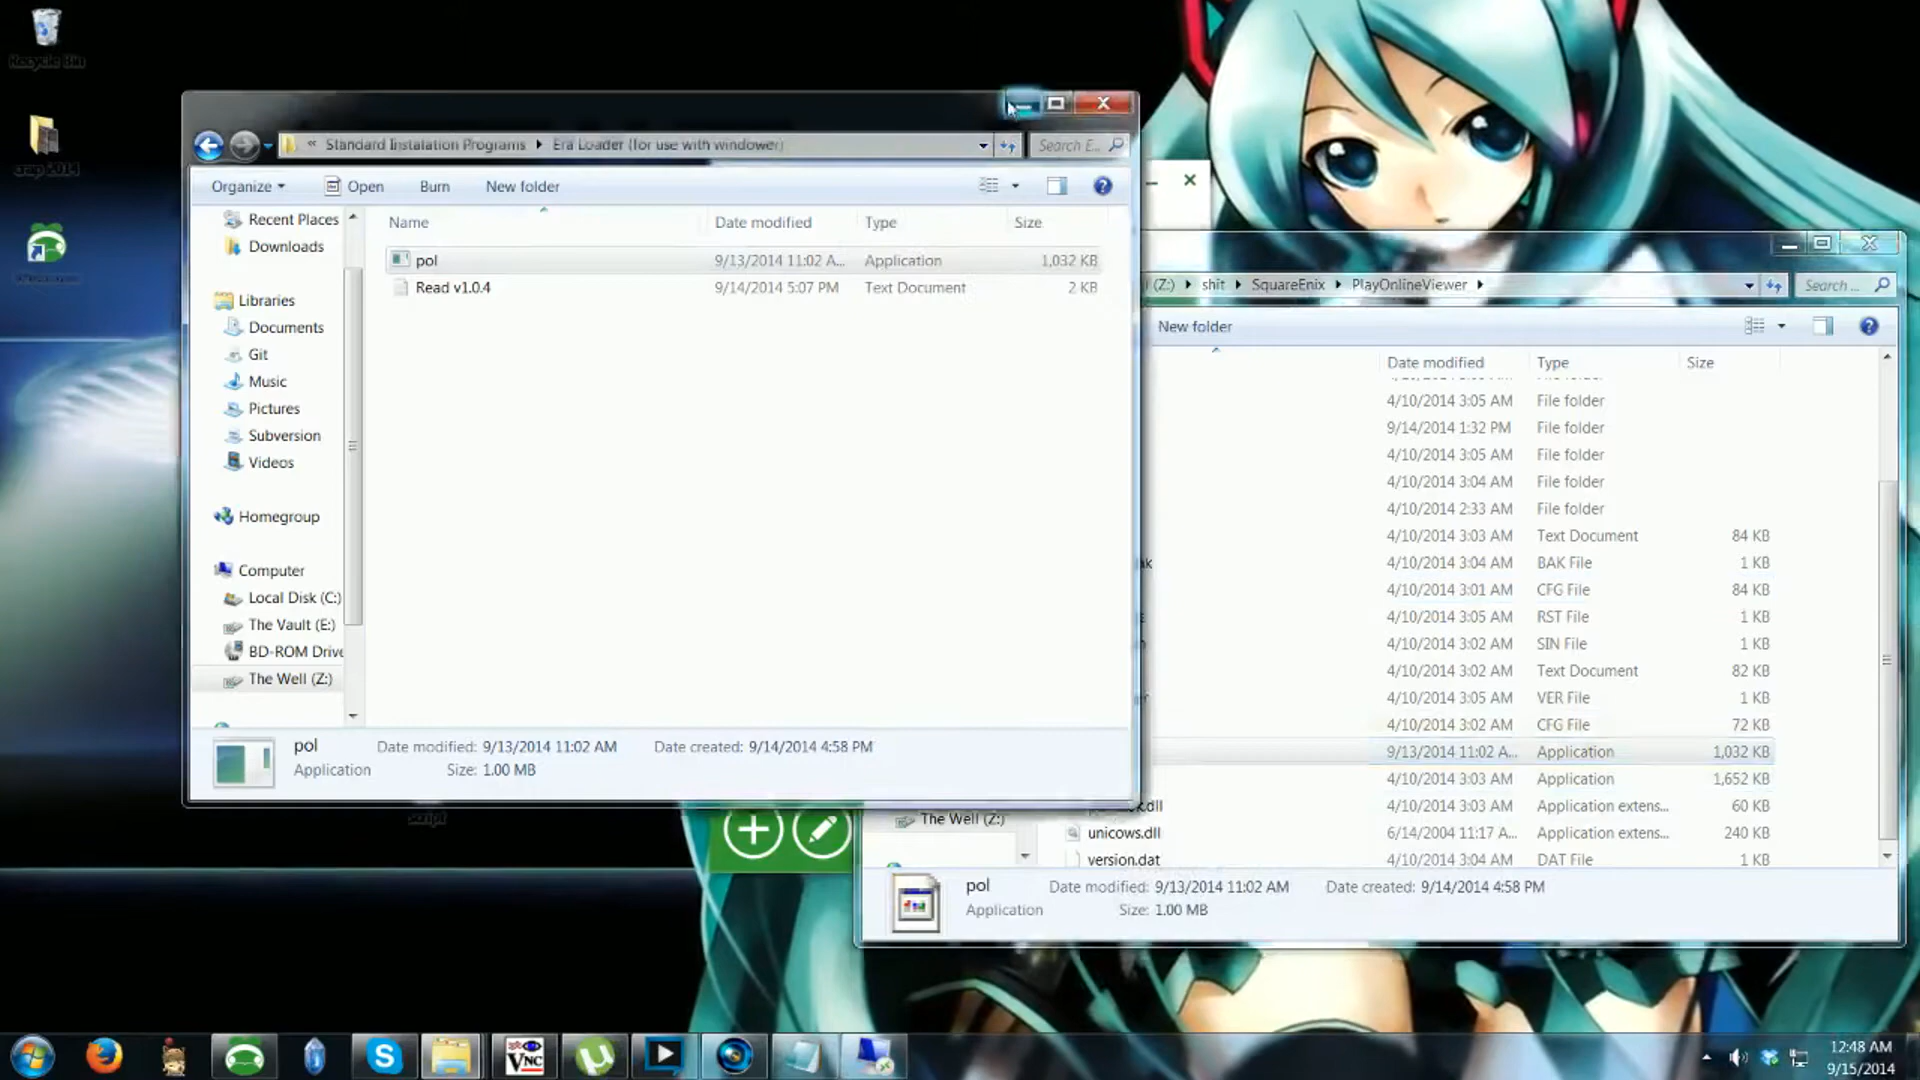 Recycle Bin
crap 2014
« Standard Instalation Programs ▸ Era Loader (for use with windower)
Search E...
Organize
Open
Burn
New folder
Recent Places
Downloads
Libraries
Documents
Git
Music
Pictures
Subversion
Videos
Homegroup
Computer
Local Disk (C:)
The Vault (E:)
BD-ROM Drive
The Well (Z:)
Name Date modified Type Size
pol 9/13/2014 11:02 A... Application 1,032 KB
Read v1.0.4 9/14/2014 5:07 PM Text Document 2 KB
pol Date modified: 9/13/2014 11:02 AM Date created: 9/14/2014 4:58 PM
Application Size: 1.00 MB
script
(Z:) ▸ shit ▸ SquareEnix ▸ PlayOnlineViewer ▸
Search ...
New folder
Date modified Type Size
4/10/2014 3:05 AM File folder
9/14/2014 1:32 PM File folder
4/10/2014 3:05 AM File folder
4/10/2014 3:04 AM File folder
4/10/2014 2:33 AM File folder
4/10/2014 3:03 AM Text Document 84 KB
4/10/2014 3:04 AM BAK File 1 KB
4/10/2014 3:01 AM CFG File 84 KB
4/10/2014 3:05 AM RST File 1 KB
4/10/2014 3:02 AM SIN File 1 KB
4/10/2014 3:02 AM Text Document 82 KB
4/10/2014 3:05 AM VER File 1 KB
4/10/2014 3:02 AM CFG File 72 KB
9/13/2014 11:02 A... Application 1,032 KB
4/10/2014 3:03 AM Application 1,652 KB
.dll 4/10/2014 3:03 AM Application extens... 60 KB
unicows.dll 6/14/2004 11:17 A... Application extens... 240 KB
version.dat 4/10/2014 3:04 AM DAT File 1 KB
The Well (Z:)
pol Date modified: 9/13/2014 11:02 AM Date created: 9/14/2014 4:58 PM
Application Size: 1.00 MB
VNC
12:48 AM
9/15/2014